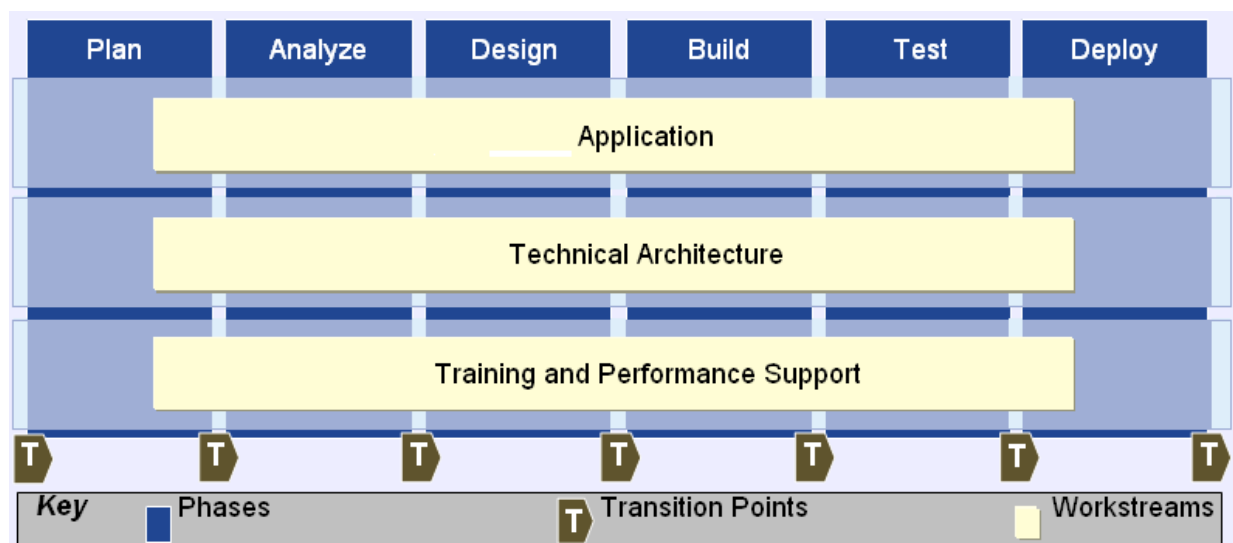 Plan Analyze Design Build Test Deploy
Application
Technical Architecture
Training and Performance Support
T T T T T T T
Key Phases T Transition Points Workstreams